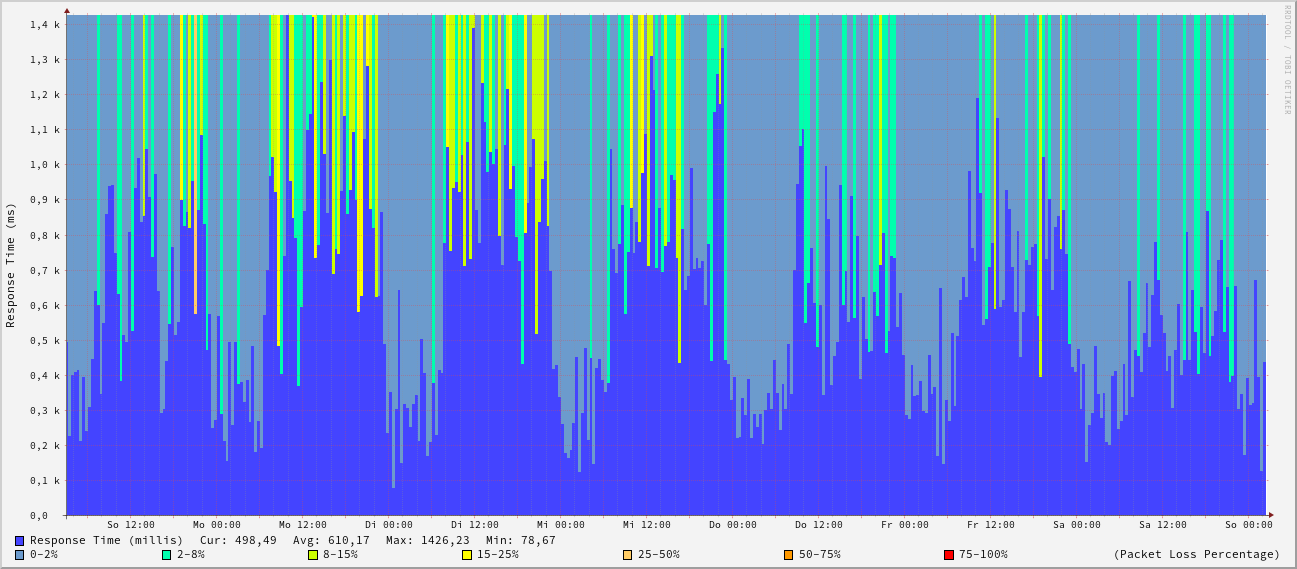 RRDTOOL / TOBI OETIKER
Response Time (ms)
1,4 k
1,3 k
1,2 k
1,1 k
1,0 k
0,9 k
0,8 k
0,7 k
0,6 k
0,5 k
0,4 k
0,3 k
0,2 k
0,1 k
0,0
So 12:00 Mo 00:00 Mo 12:00 Di 00:00 Di 12:00 Mi 00:00 Mi 12:00 Do 00:00 Do 12:00 Fr 00:00 Fr 12:00 Sa 00:00 Sa 12:00 So 00:00
Response Time (millis) Cur: 498,49 Avg: 610,17 Max: 1426,23 Min: 78,67
0-2% 2-8% 8-15% 15-25% 25-50% 50-75% 75-100% (Packet Loss Percentage)